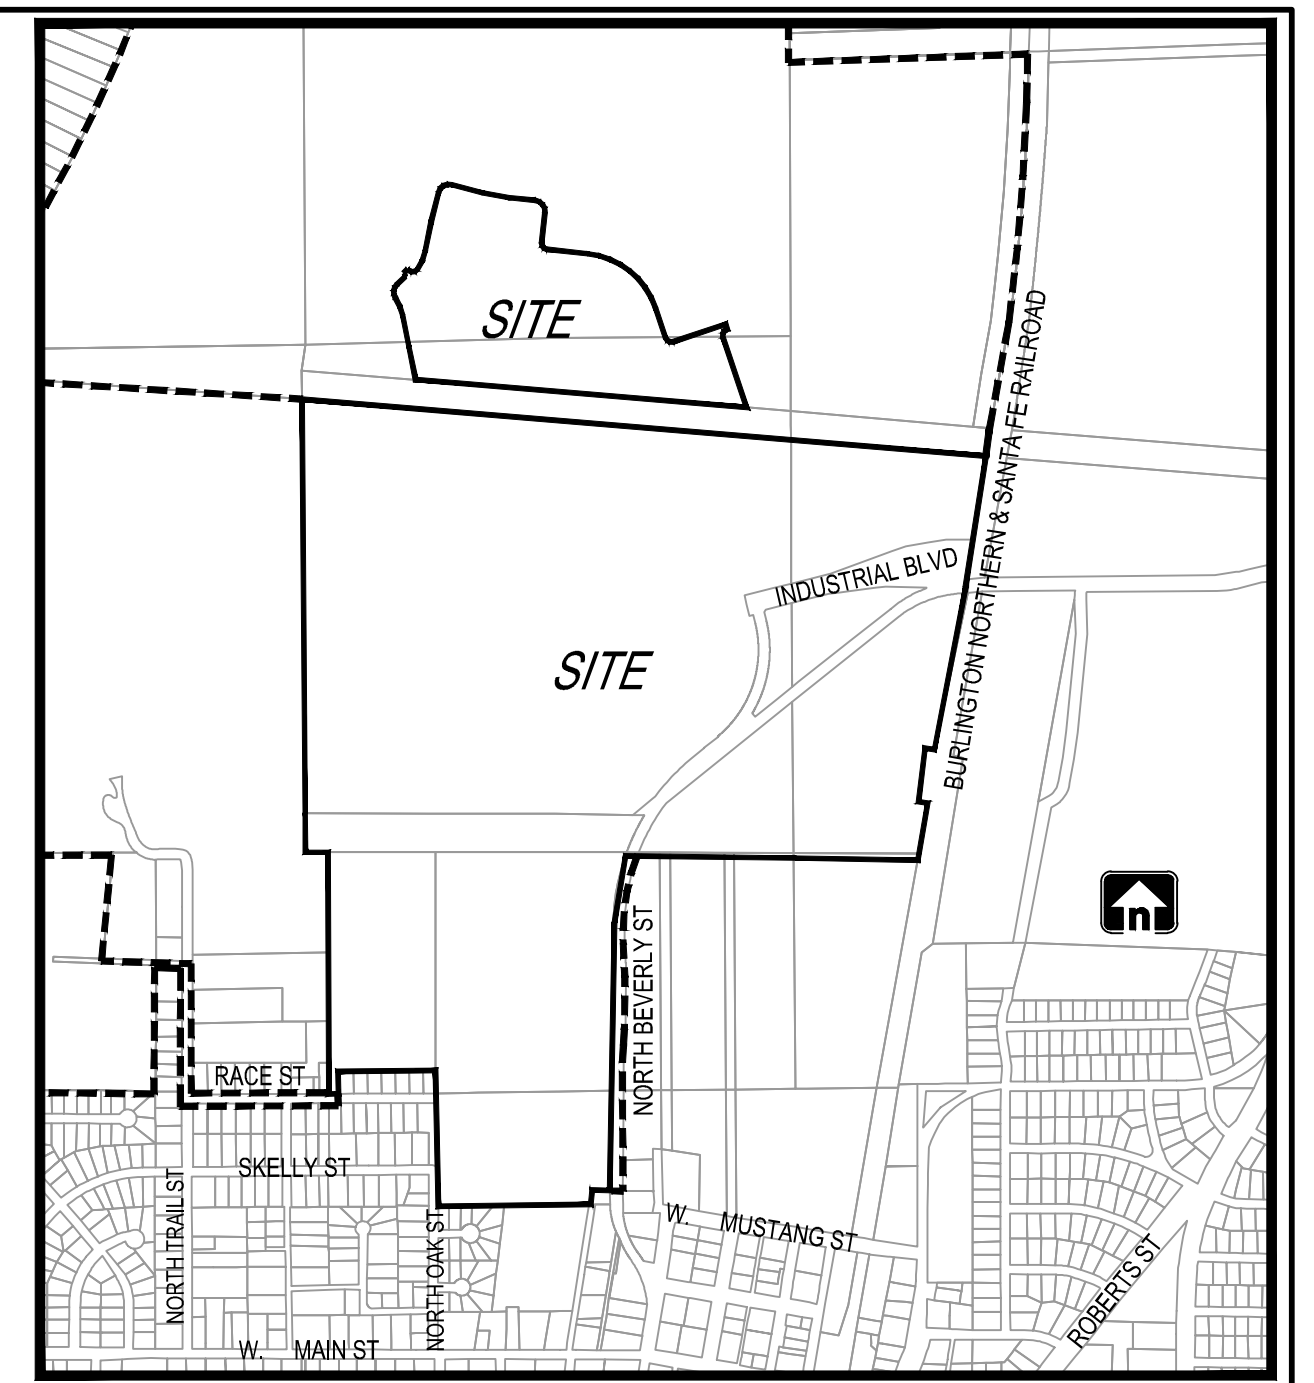 SITE
BURLINGTON NORTHERN & SANTA FE RAILROAD
INDUSTRIAL BLVD
SITE
n
NORTH BEVERLY ST
RACE ST
SKELLY ST
NORTH TRAIL ST
NORTH OAK ST
W. MUSTANG ST
ROBERTS ST
W. MAIN ST